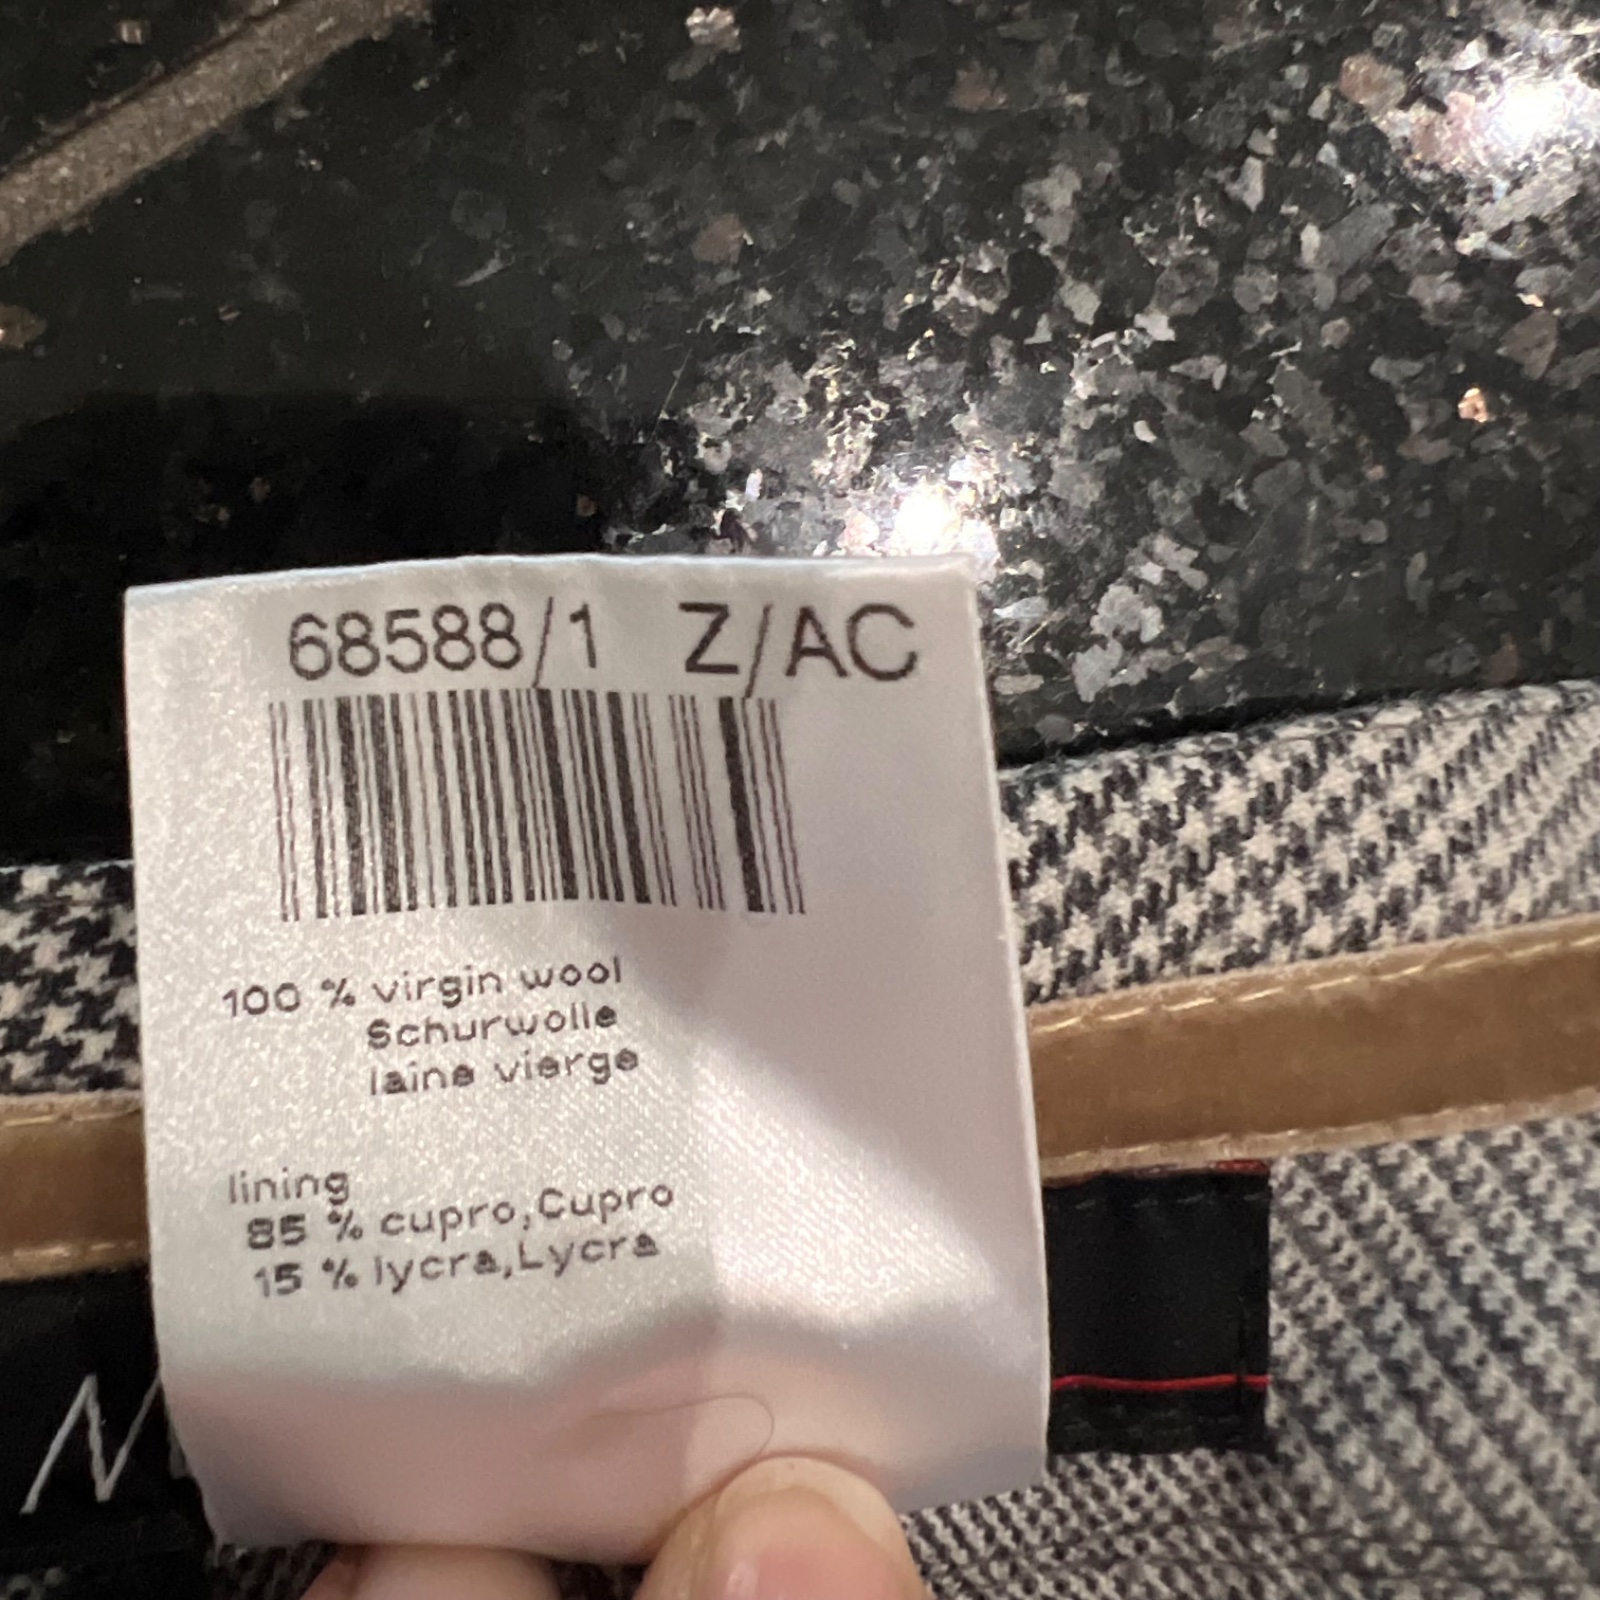 68588/1 Z/AC
100 % virgin wool
Schurwolle
laine vierge
lining
85 % cupro,Cupro
15 % lycra,Lycra